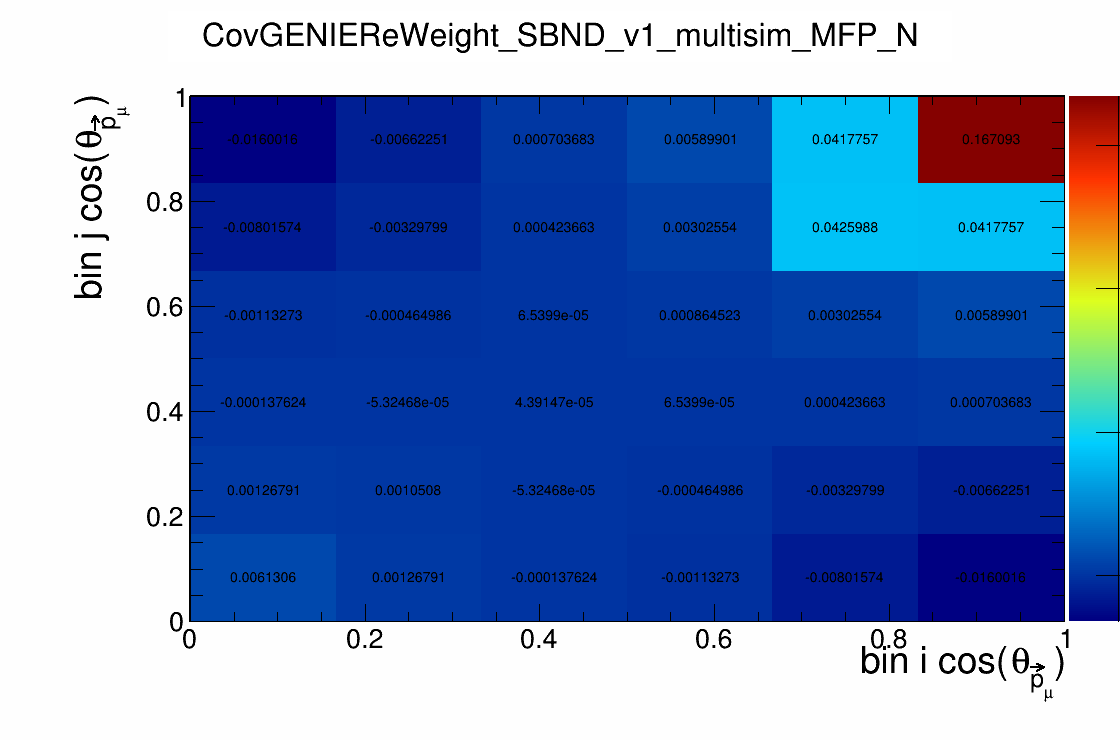 CovGENIEReWeight_SBND_v1_multisim_MFP_N
bin j cos(θ_p⃗_μ)
1
-0.0160016 -0.00662251 0.000703683 0.00589901 0.0417757 0.167093
0.8
-0.00801574 -0.00329799 0.000423663 0.00302554 0.0425988 0.0417757
0.6
-0.00113273 -0.000464986 6.5399e-05 0.000864523 0.00302554 0.00589901
0.4
-0.000137624 -5.32468e-05 4.39147e-05 6.5399e-05 0.000423663 0.000703683
0.00126791 0.0010508 -5.32468e-05 -0.000464986 -0.00329799 -0.00662251
0.2
0.0061306 0.00126791 -0.000137624 -0.00113273 -0.00801574 -0.0160016
0
0 0.2 0.4 0.6 0.8 1
bin i cos(θ_p⃗_μ)